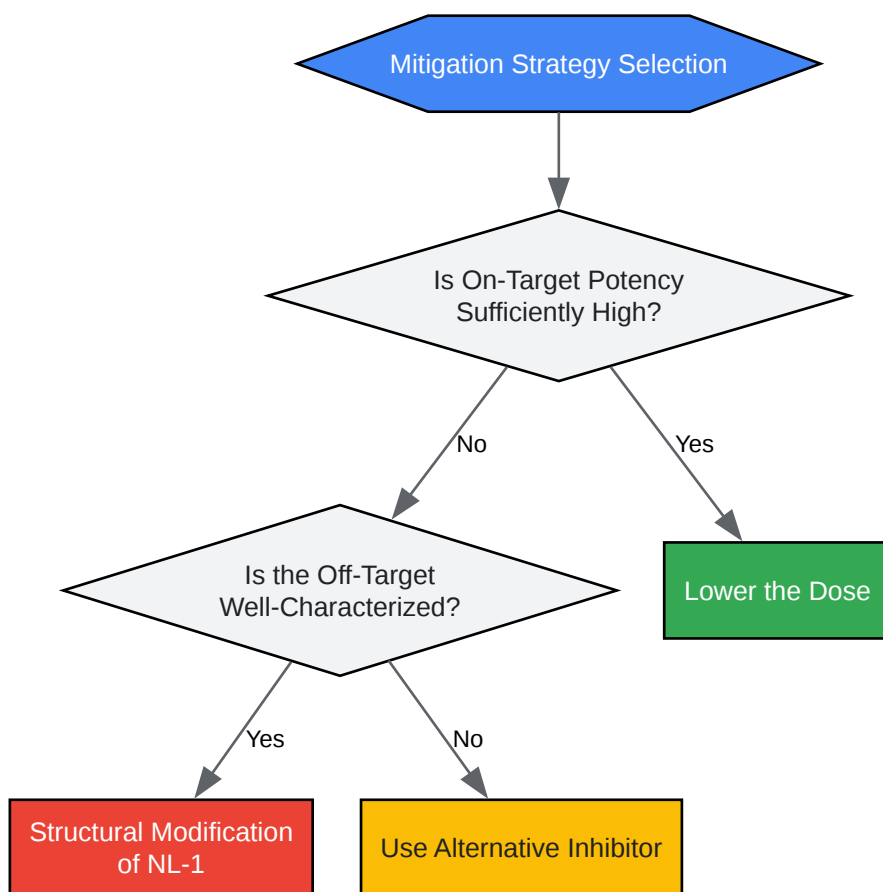 Mitigation Strategy Selection
Is On-Target Potency
Sufficiently High?
No
Yes
Is the Off-Target
Well-Characterized?
Lower the Dose
Yes
No
Structural Modification
of NL-1
Use Alternative Inhibitor